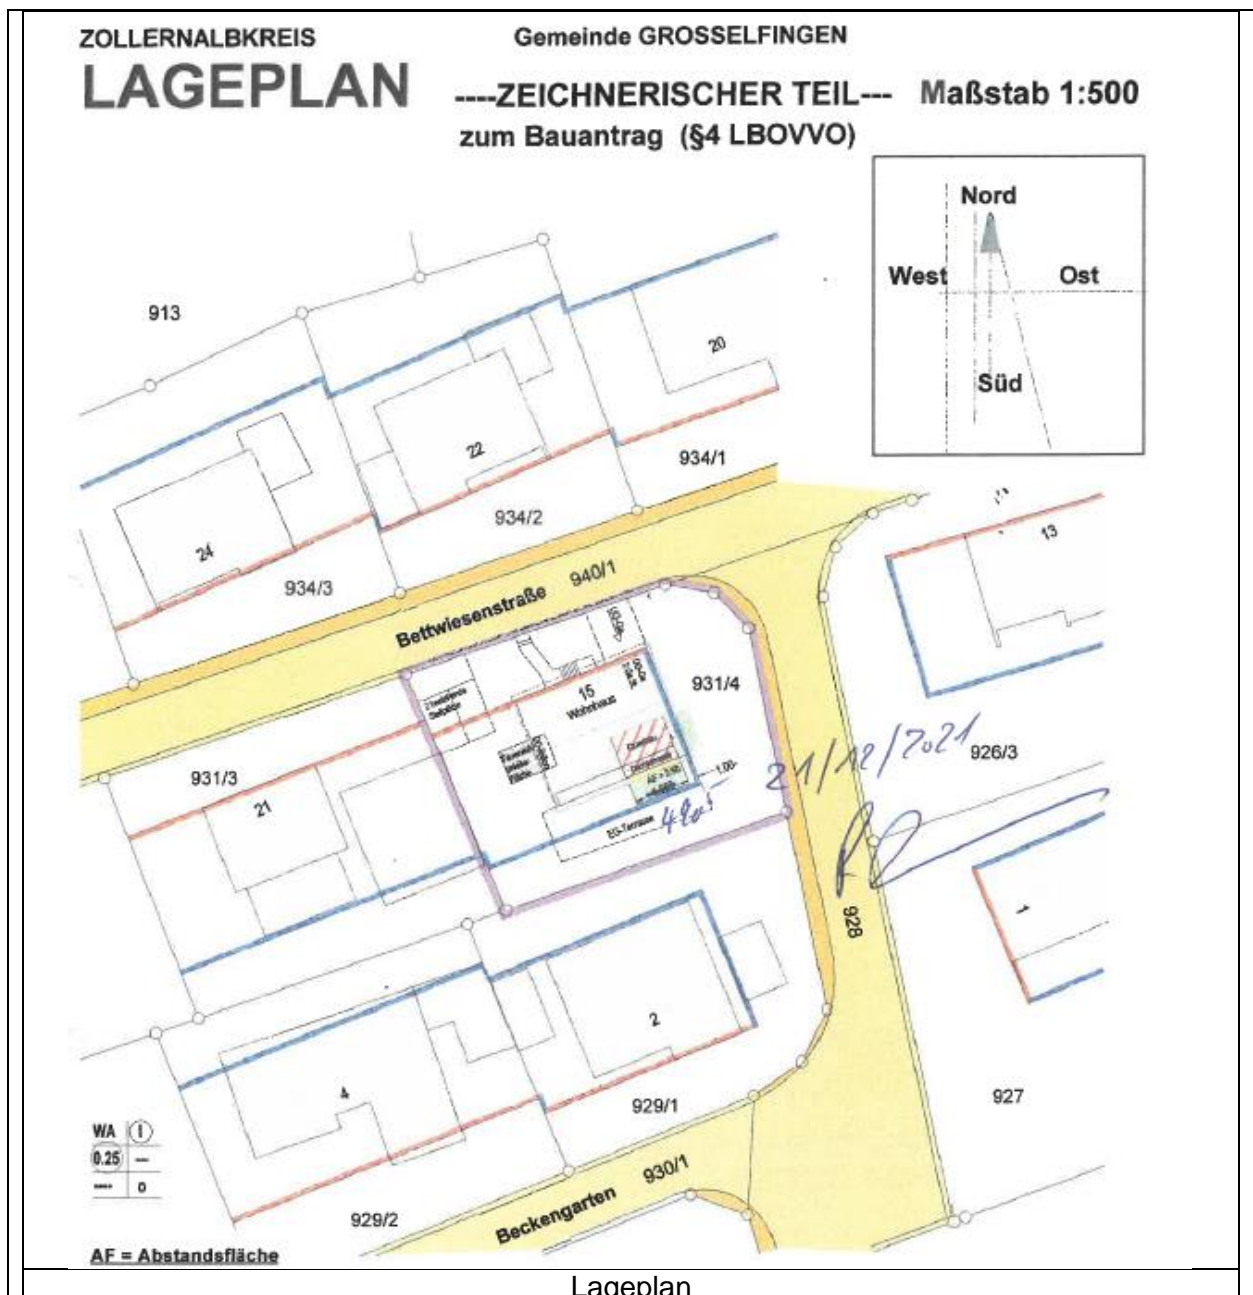 ZOLLERNALBKREIS
Gemeinde GROSSELFINGEN
LAGEPLAN
----ZEICHNERISCHER TEIL---
Maßstab 1:500
zum Bauantrag (§4 LBOVVO)
Nord
West
Ost
Süd
913
20
22
934/1
934/2
13
24
934/3
Bettwiesenstraße
940/1
931/4
15
Wohnhaus
931/3
21
AF =
1.00
EG-Terrasse
21/12/2021
926/3
928
1
2
4
927
929/1
WA I
0.25 —
---- o
930/1
Beckengarten
929/2
AF = Abstandsfläche
Lageplan